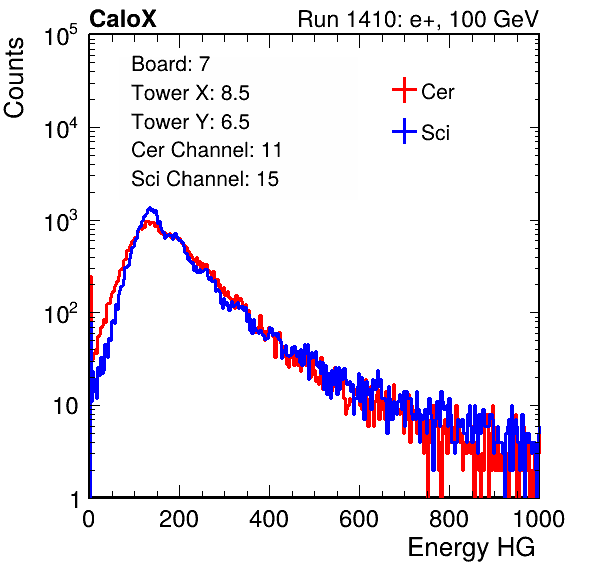 CaloX Run 1410: e+, 100 GeV
Counts
Board: 7
Tower X: 8.5
Tower Y: 6.5
Cer Channel: 11
Sci Channel: 15
Cer
Sci
10^5
10^4
10^3
10^2
10
1
0 200 400 600 800 1000
Energy HG